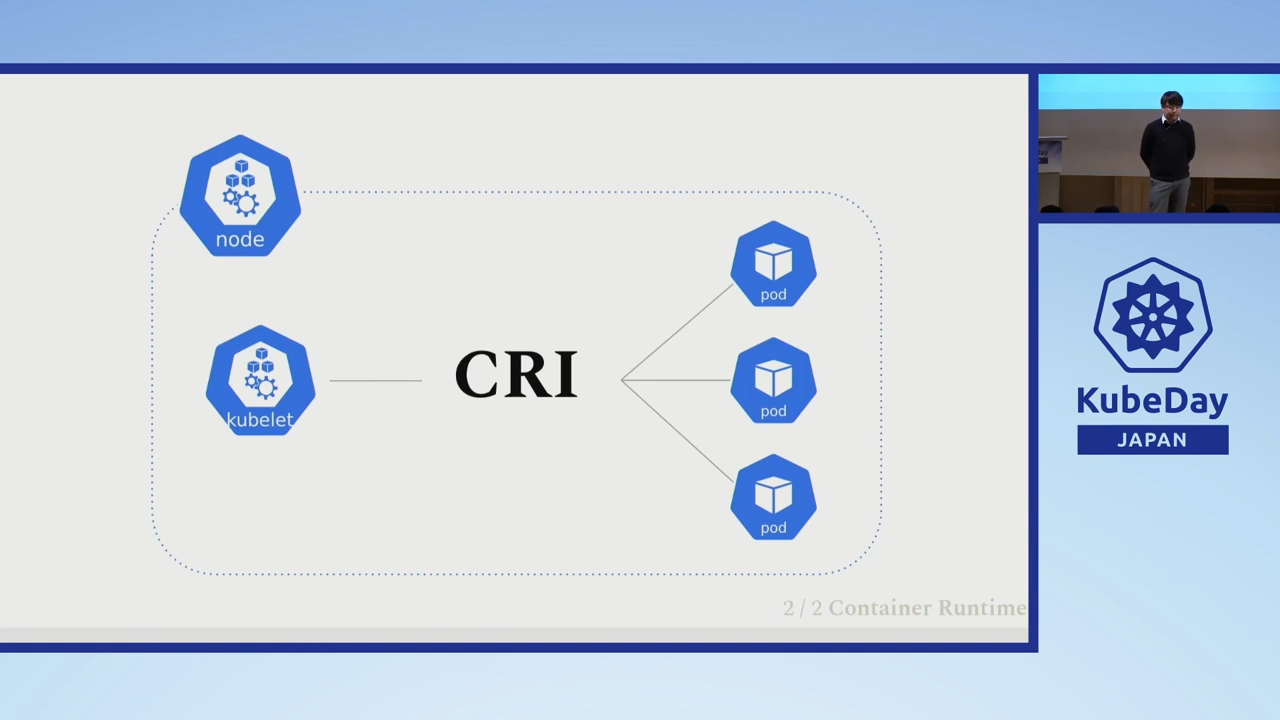 node
kubelet
CRI
pod
pod
pod
2 / 2 Container Runtime
KubeDay
JAPAN